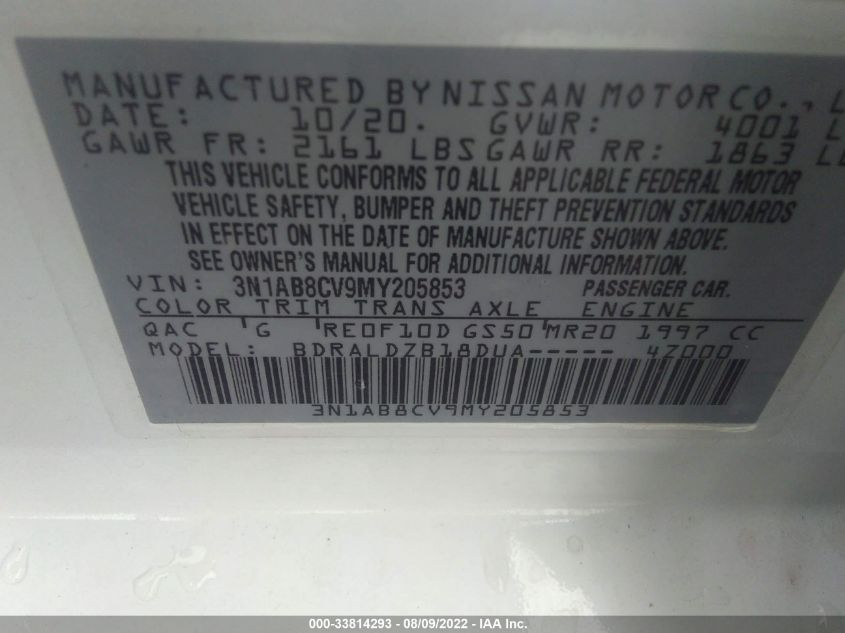 MANUFACTURED BY NISSAN MOTOR CO., L
DATE: 10/20. GVWR: 4001 L
GAWR FR: 2161 LBS GAWR RR: 1863 LB
THIS VEHICLE CONFORMS TO ALL APPLICABLE FEDERAL MOTOR
VEHICLE SAFETY, BUMPER AND THEFT PREVENTION STANDARDS
IN EFFECT ON THE DATE OF MANUFACTURE SHOWN ABOVE.
SEE OWNER'S MANUAL FOR ADDITIONAL INFORMATION.
VIN: 3N1AB8CV9MY205853 PASSENGER CAR.
COLOR TRIM TRANS AXLE ENGINE
QAC ' G ' RE0F10D GS50 ' MR20 1997 CC
MODEL: BDRALDZB18DUA----- 4Z000
3N1AB8CV9MY205853
000-33814293 - 08/09/2022 - IAA Inc.